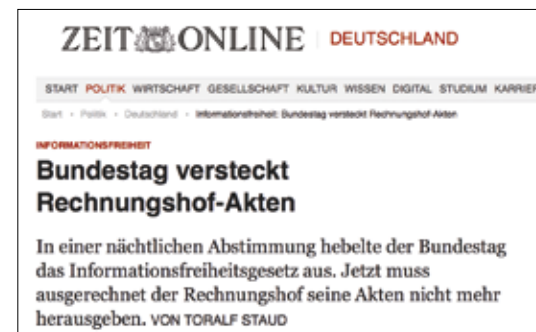 ZEIT ONLINE DEUTSCHLAND
START POLITIK WIRTSCHAFT GESELLSCHAFT KULTUR WISSEN DIGITAL STUDIUM KARRIER
Start • Politik • Deutschland • Informationsfreiheit: Bundestag versteckt Rechnungshof-Akten
INFORMATIONSFREIHEIT
Bundestag versteckt
Rechnungshof-Akten
In einer nächtlichen Abstimmung hebelte der Bundestag
das Informationsfreiheitsgesetz aus. Jetzt muss
ausgerechnet der Rechnungshof seine Akten nicht mehr
herausgeben. VON TORALF STAUD